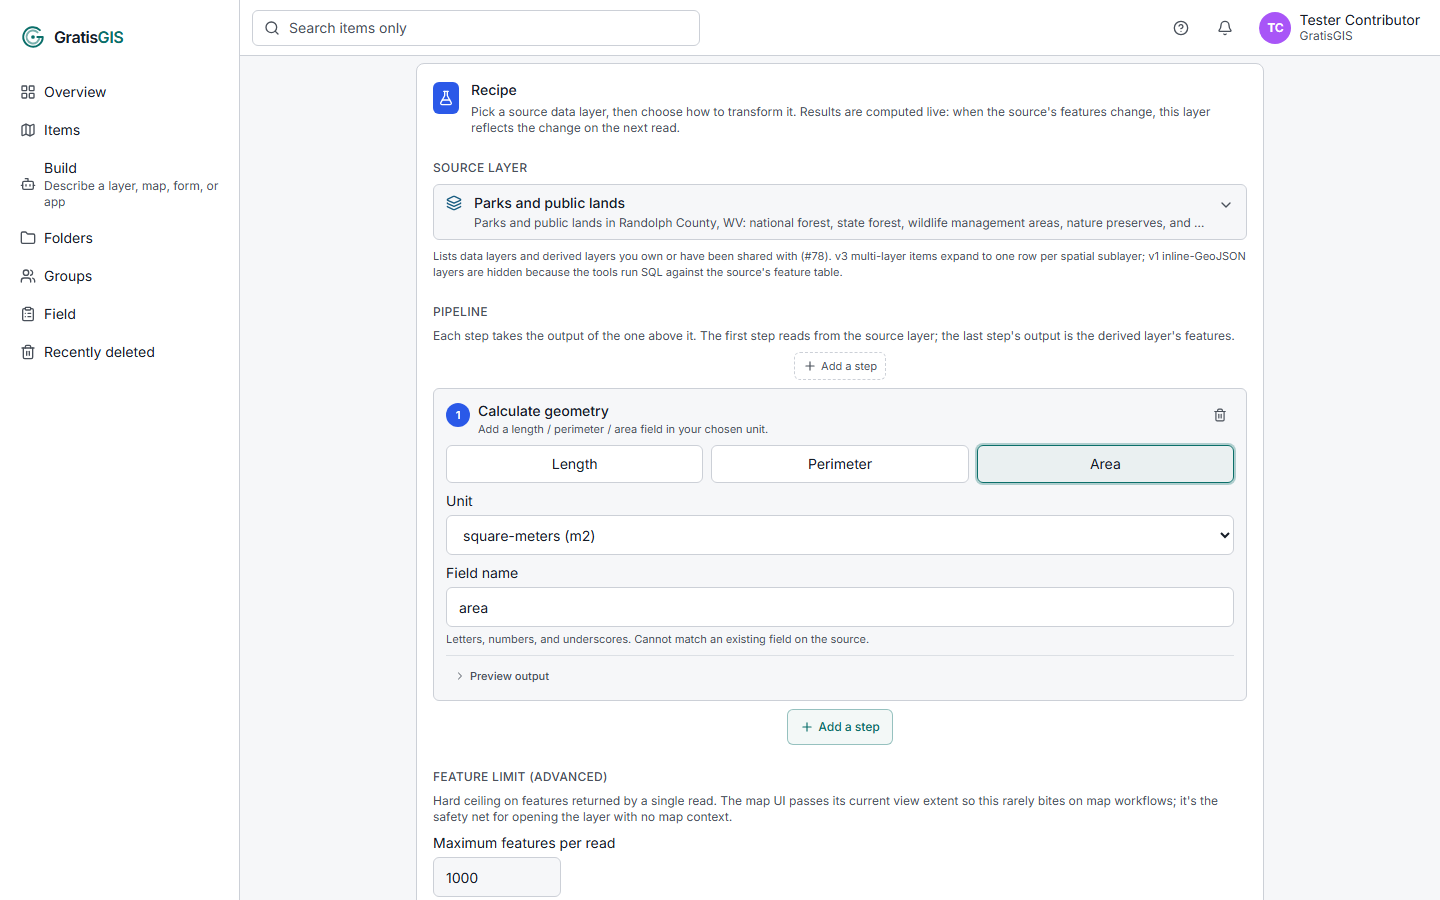 GratisGIS
Search items only
TC
Tester Contributor
GratisGIS
Overview
Items
Build
Describe a layer, map, form, or
app
Folders
Groups
Field
Recently deleted
Recipe
Pick a source data layer, then choose how to transform it. Results are computed live: when the source's features change, this layer
reflects the change on the next read.
SOURCE LAYER
Parks and public lands
Parks and public lands in Randolph County, WV: national forest, state forest, wildlife management areas, nature preserves, and ...
Lists data layers and derived layers you own or have been shared with (#78). v3 multi-layer items expand to one row per spatial sublayer; v1 inline-GeoJSON
layers are hidden because the tools run SQL against the source's feature table.
PIPELINE
Each step takes the output of the one above it. The first step reads from the source layer; the last step's output is the derived layer's features.
Add a step
1
Calculate geometry
Add a length / perimeter / area field in your chosen unit.
Length
Perimeter
Area
Unit
square-meters (m2)
Field name
area
Letters, numbers, and underscores. Cannot match an existing field on the source.
Preview output
Add a step
FEATURE LIMIT (ADVANCED)
Hard ceiling on features returned by a single read. The map UI passes its current view extent so this rarely bites on map workflows; it's the
safety net for opening the layer with no map context.
Maximum features per read
1000